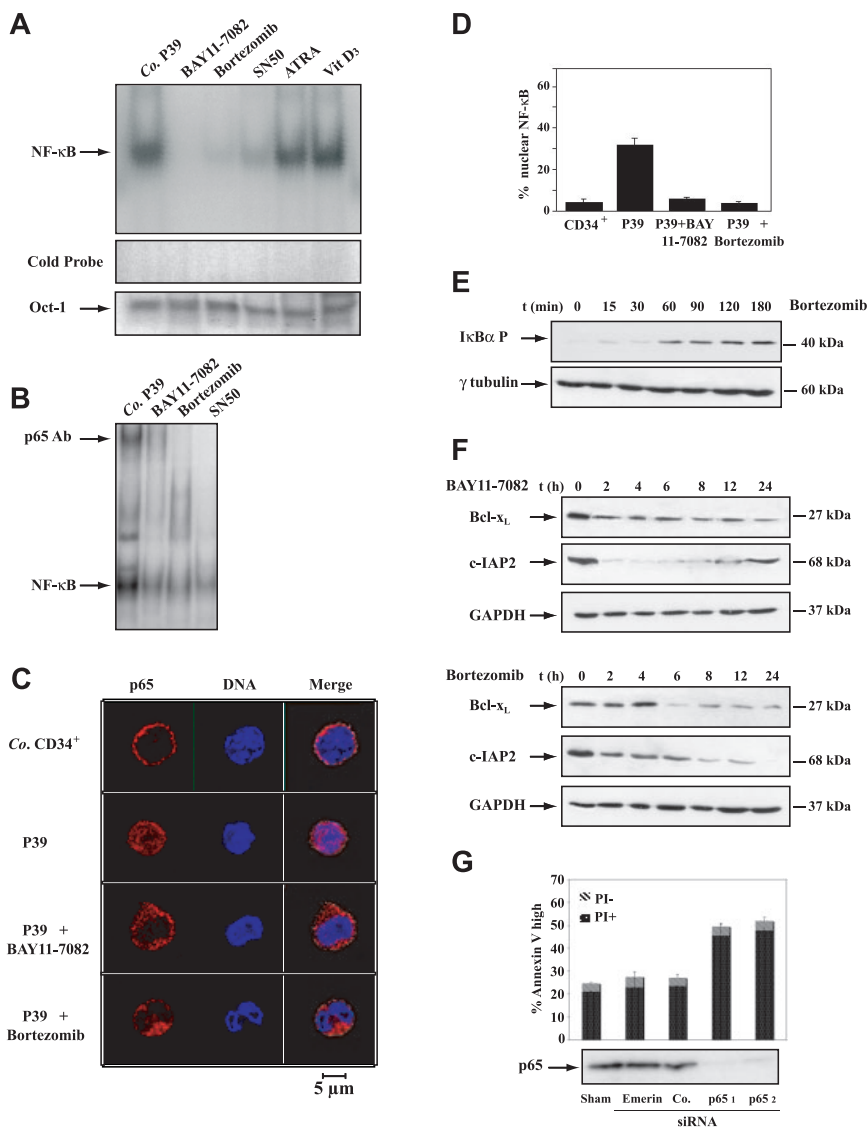 A
Co. P39
BAY11-7082
Bortezomib
SN50
ATRA
Vit D3
NF-κB
Cold Probe
Oct-1
B
Co. P39
BAY11-7082
Bortezomib
SN50
p65 Ab
NF-κB
C
p65 DNA Merge
Co. CD34+
P39
P39 +
BAY11-7082
P39 +
Bortezomib
5 µm
D
% nuclear NF-κB
60
40
20
0
CD34+ P39 P39+BAY P39 +
11-7082 Bortezomib
E
t (min) 0 15 30 60 90 120 180 Bortezomib
IκBα P
40 kDa
γ tubulin
60 kDa
F
BAY11-7082 t (h) 0 2 4 6 8 12 24
Bcl-xL
27 kDa
c-IAP2
68 kDa
GAPDH
37 kDa
Bortezomib t (h) 0 2 4 6 8 12 24
Bcl-xL
27 kDa
c-IAP2
68 kDa
GAPDH
37 kDa
G
% Annexin V high
70
60
50
40
30
20
10
0
PI-
PI+
p65
Sham Emerin Co. p65 1 p65 2
siRNA